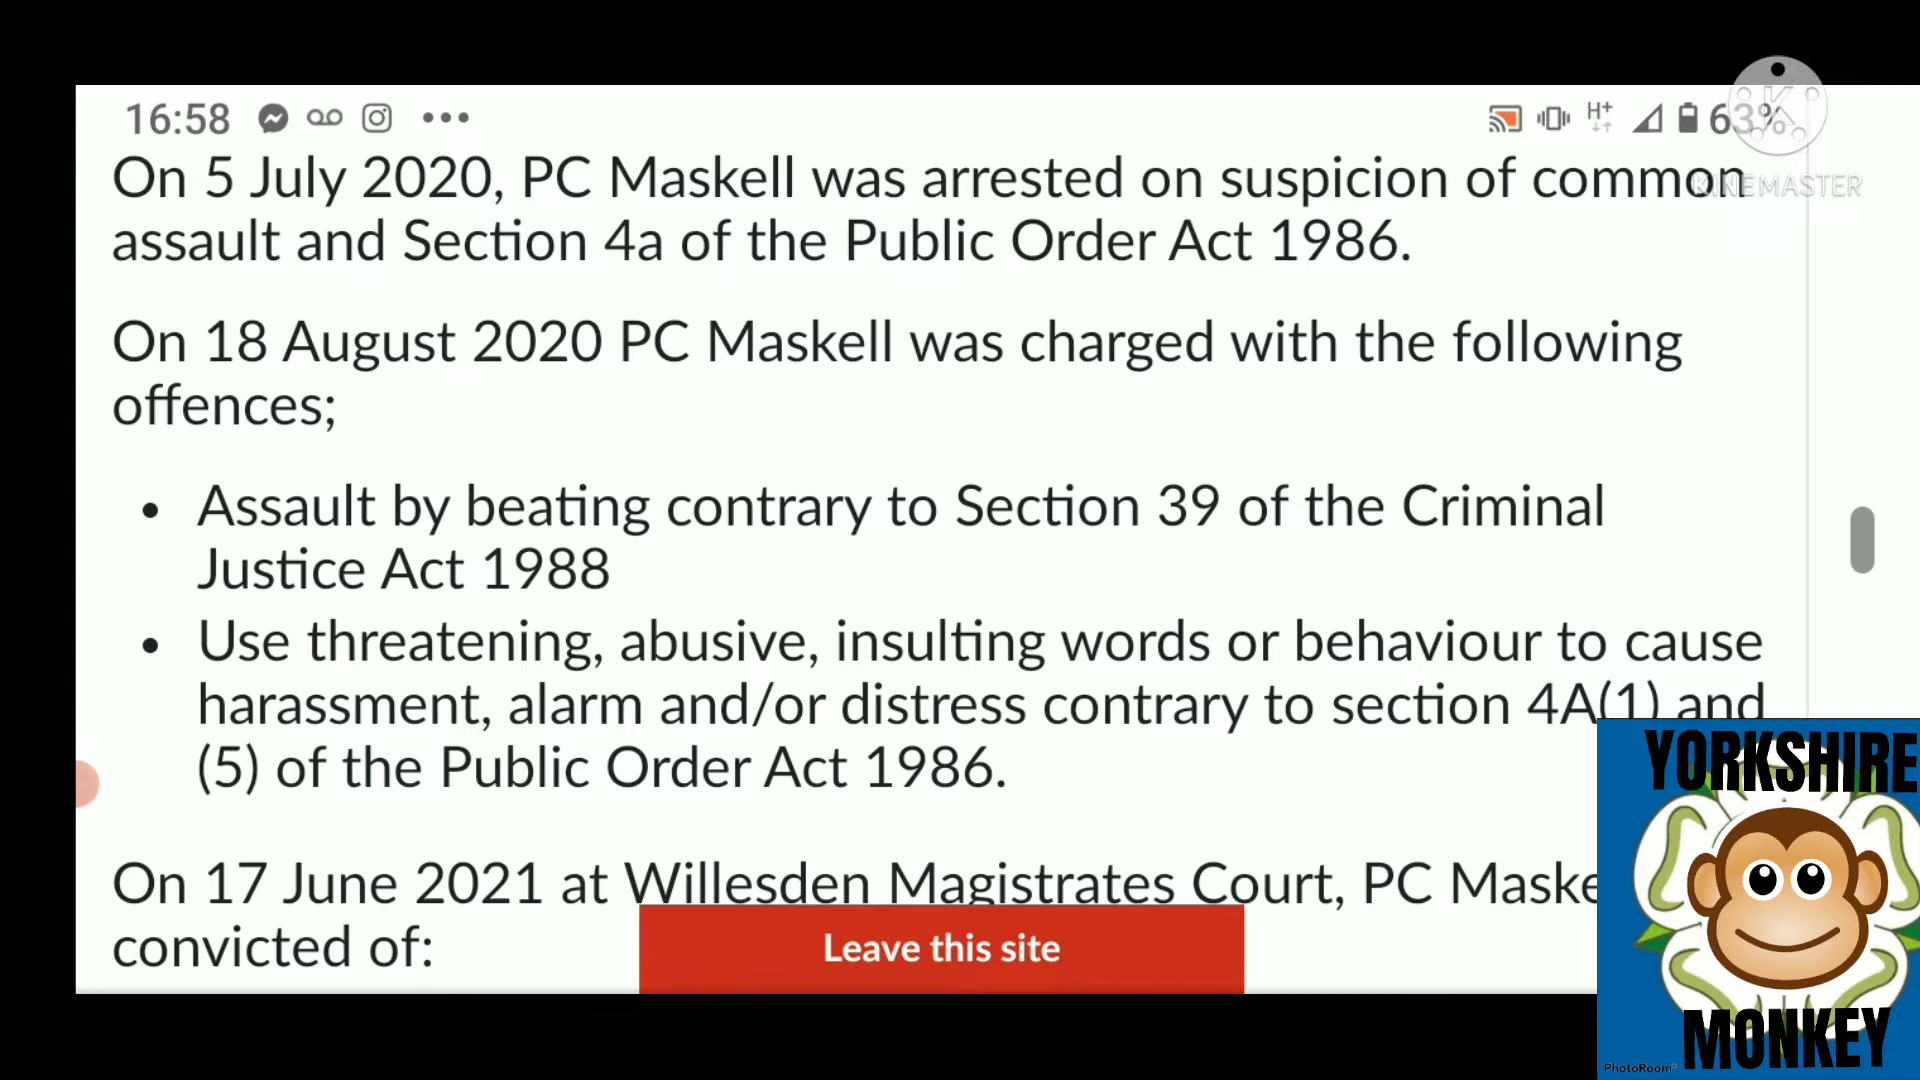 16:58
H+
63%
KINEMASTER
On 5 July 2020, PC Maskell was arrested on suspicion of common
assault and Section 4a of the Public Order Act 1986.
On 18 August 2020 PC Maskell was charged with the following
offences;
• Assault by beating contrary to Section 39 of the Criminal
Justice Act 1988
• Use threatening, abusive, insulting words or behaviour to cause
harassment, alarm and/or distress contrary to section 4A(1) and
(5) of the Public Order Act 1986.
On 17 June 2021 at Willesden Magistrates Court, PC Maske
convicted of:
Leave this site
YORKSHIRE
MONKEY
PhotoRoom